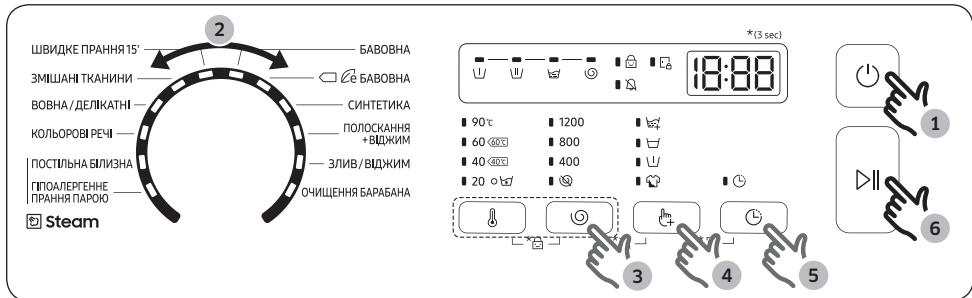 2
*(3 sec)
ШВИДКЕ ПРАННЯ 15'
БАВОВНА
ЗМІШАНІ ТКАНИНИ
e БАВОВНА
ВОВНА/ДЕЛІКАТНІ
СИНТЕТИКА
КОЛЬОРОВІ РЕЧІ
ПОЛОСКАННЯ
+ВІДЖИМ
ПОСТІЛЬНА БІЛИЗНА
ЗЛИВ/ВІДЖИМ
ГІПОАЛЕРГЕННЕ
ПРАННЯ ПАРОЮ
ОЧИЩЕННЯ БАРАБАНА
Steam
18:88
90°C
1200
60 60°C
800
40 40°C
400
20
*
*
*
1
3
4
5
6